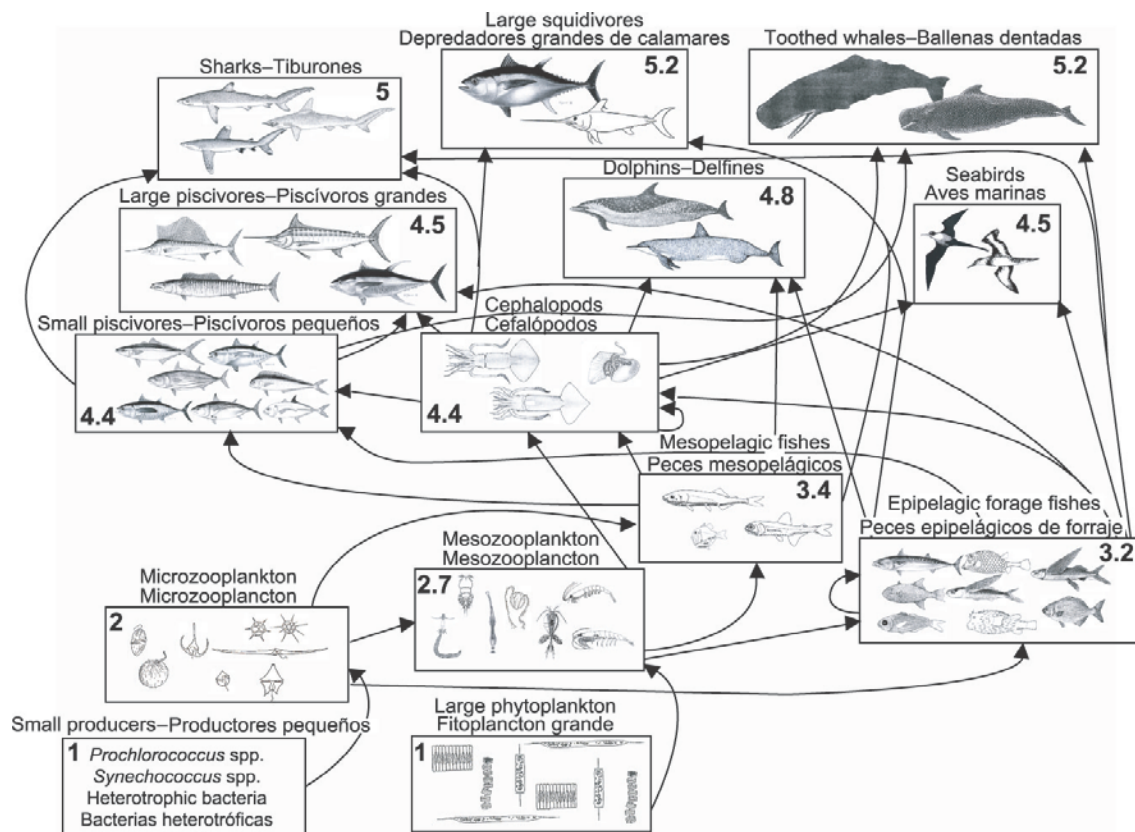 Large squidivores
Depredadores grandes de calamares
5.2
Toothed whales–Ballenas dentadas
5.2
Sharks–Tiburones
5
Dolphins–Delfines
4.8
Seabirds
Aves marinas
4.5
Large piscivores–Piscívoros grandes
4.5
Small piscivores–Piscívoros pequeños
4.4
Cephalopods
Cefalópodos
4.4
Mesopelagic fishes
Peces mesopelágicos
3.4
Epipelagic forage fishes
Peces epipelágicos de forraje
3.2
Mesozooplankton
Mesozooplancton
2.7
Microzooplankton
Microzooplancton
2
Small producers–Productores pequeños
1
Prochlorococcus spp.
Synechococcus spp.
Heterotrophic bacteria
Bacterias heterotróficas
Large phytoplankton
Fitoplancton grande
1